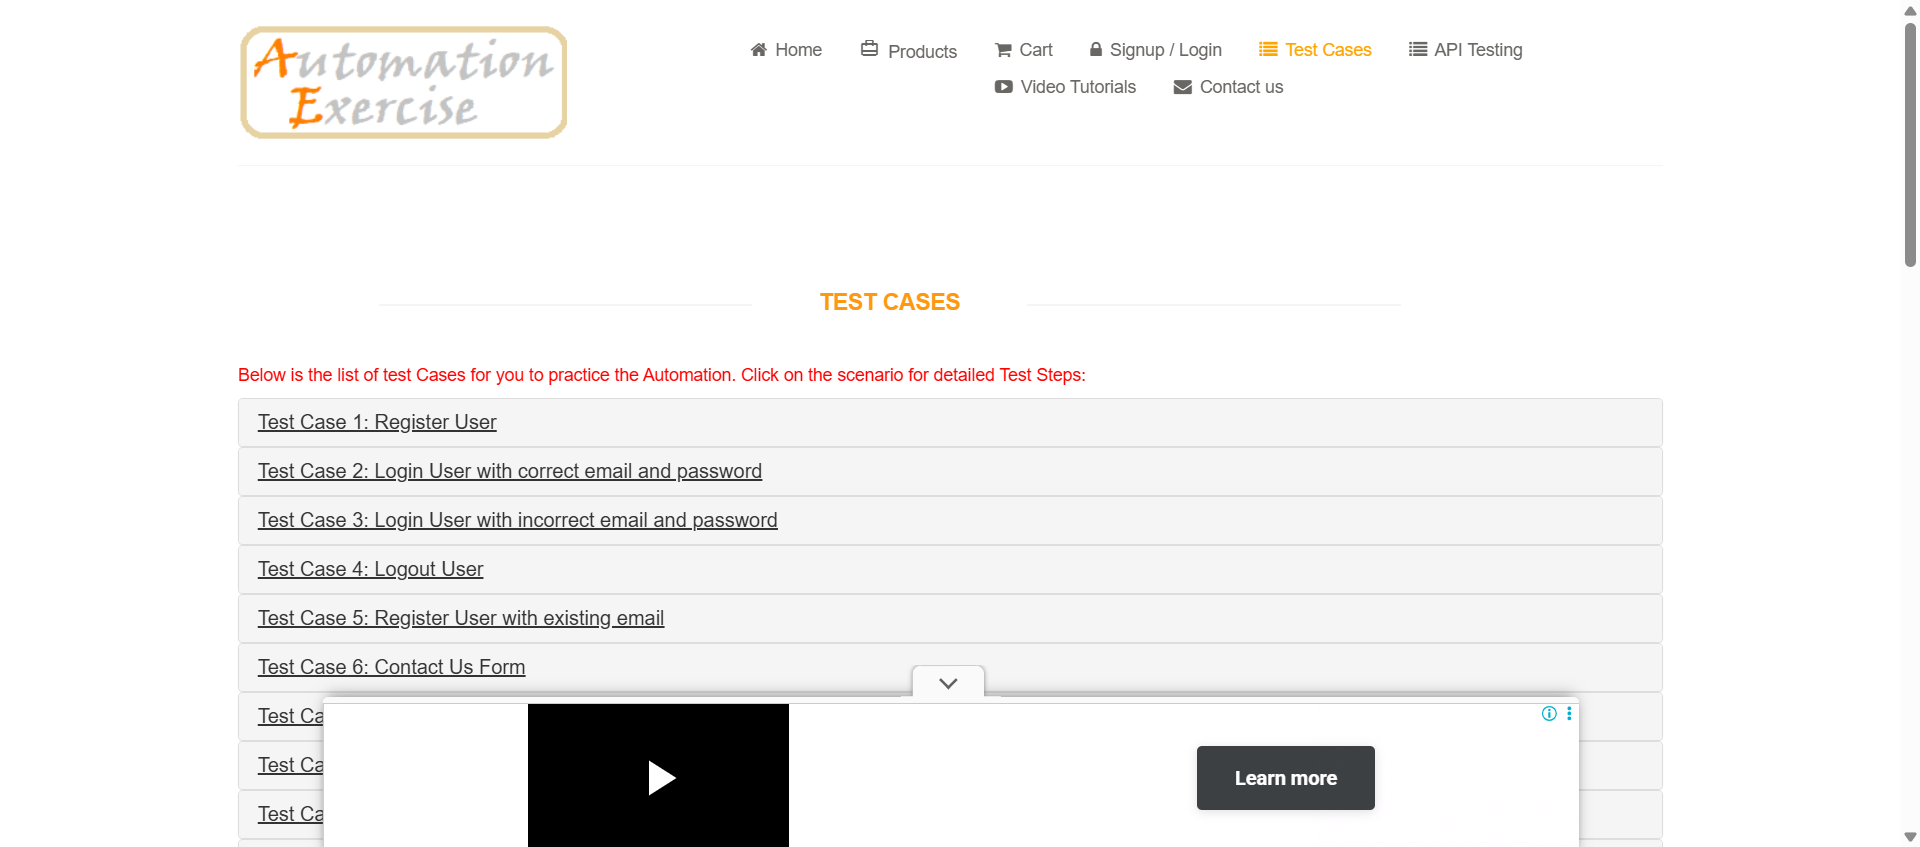 Automation
Exercise
Home
Products
Cart
Signup / Login
Test Cases
API Testing
Video Tutorials
Contact us
TEST CASES
Below is the list of test Cases for you to practice the Automation. Click on the scenario for detailed Test Steps:
Test Case 1: Register User
Test Case 2: Login User with correct email and password
Test Case 3: Login User with incorrect email and password
Test Case 4: Logout User
Test Case 5: Register User with existing email
Test Case 6: Contact Us Form
Test Ca
Test Ca
Test Ca
Learn more